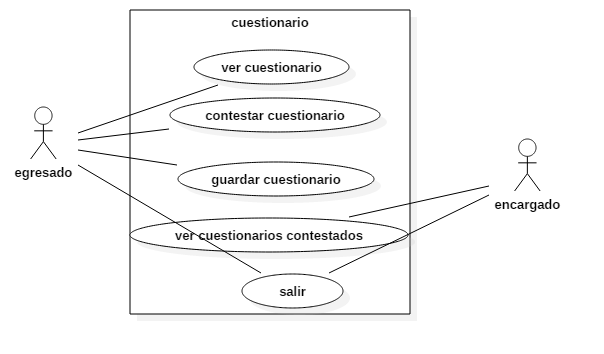 cuestionario
ver cuestionario
contestar cuestionario
egresado
guardar cuestionario
encargado
ver cuestionarios contestados
salir